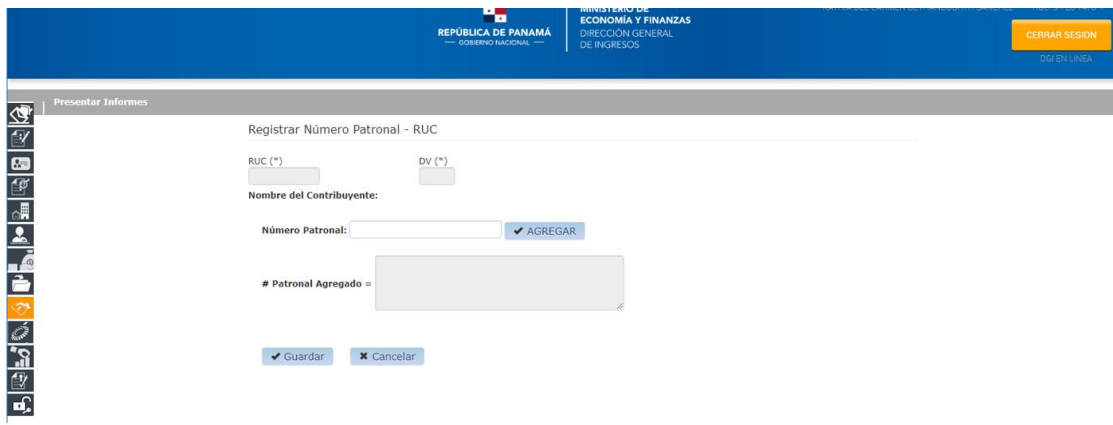 MINISTERIO DE
ECONOMÍA Y FINANZAS
REPÚBLICA DE PANAMÁ
— GOBIERNO NACIONAL —
DIRECCIÓN GENERAL
DE INGRESOS
CERRAR SESION
DGI EN LINEA
Presentar Informes
Registrar Número Patronal - RUC
RUC (*) DV (*)
Nombre del Contribuyente:
Número Patronal: AGREGAR
# Patronal Agregado =
Guardar Cancelar